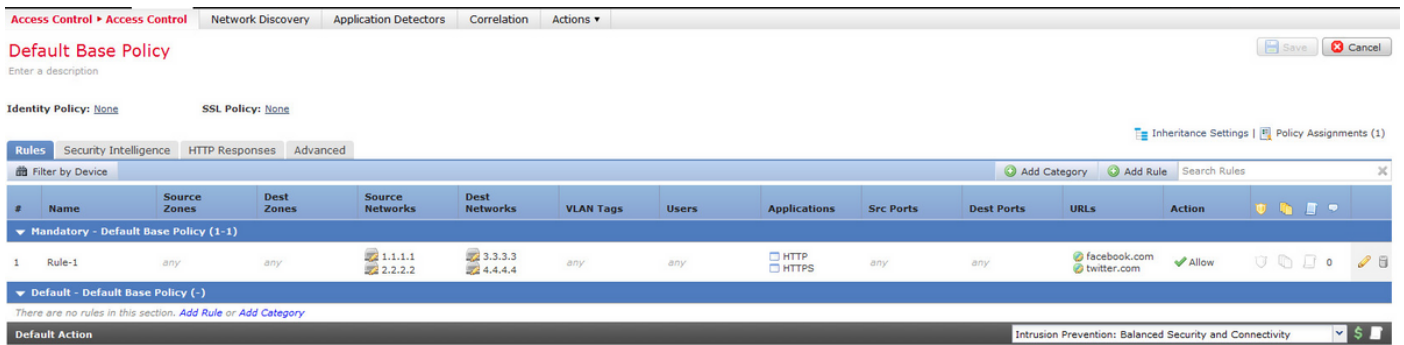 Access Control ▸ Access Control Network Discovery Application Detectors Correlation Actions ▾
Default Base Policy
Save Cancel
Enter a description
Identity Policy: None SSL Policy: None
Inheritance Settings | Policy Assignments (1)
Rules Security Intelligence HTTP Responses Advanced
Filter by Device Add Category Add Rule Search Rules
# Name Source Zones Dest Zones Source Networks Dest Networks VLAN Tags Users Applications Src Ports Dest Ports URLs Action
Mandatory - Default Base Policy (1-1)
1 Rule-1 any any 1.1.1.1 3.3.3.3 any any HTTP any any facebook.com Allow 0
2.2.2.2 4.4.4.4 HTTPS twitter.com
Default - Default Base Policy (-)
There are no rules in this section. Add Rule or Add Category
Default Action Intrusion Prevention: Balanced Security and Connectivity $